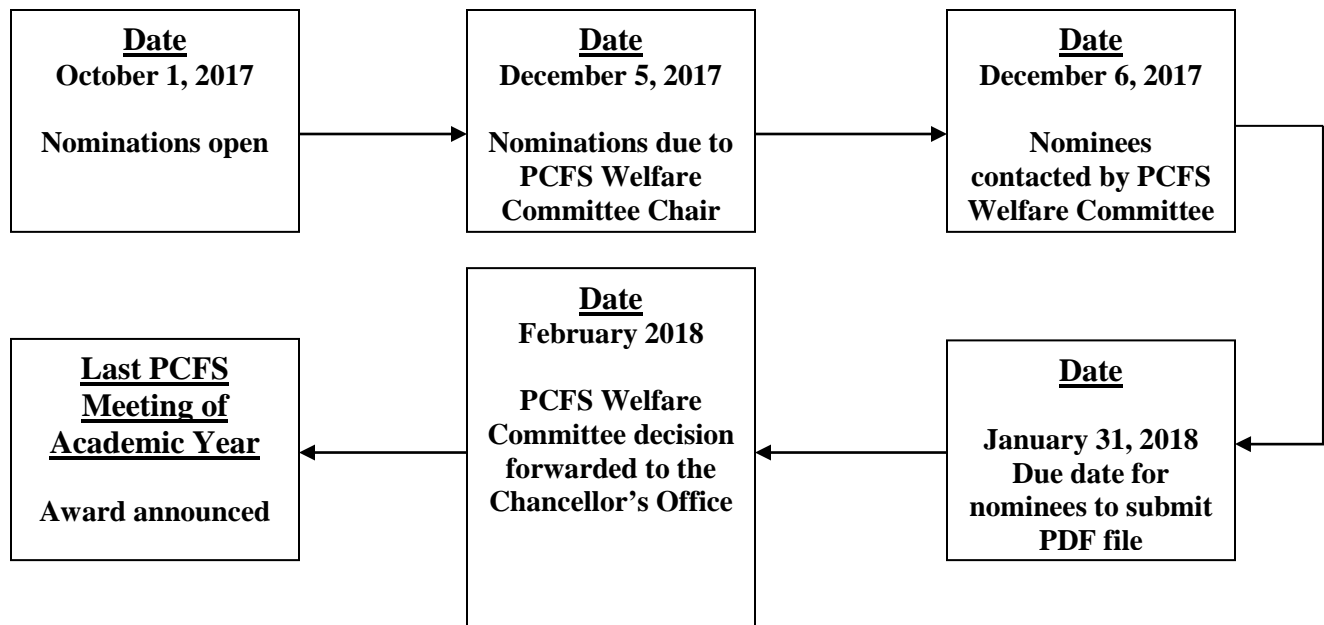 Date
October 1, 2017
Nominations open
Date
December 5, 2017
Nominations due to
PCFS Welfare
Committee Chair
Date
December 6, 2017
Nominees
contacted by PCFS
Welfare Committee
Date
January 31, 2018
Due date for
nominees to submit
PDF file
Date
February 2018
PCFS Welfare
Committee decision
forwarded to the
Chancellor’s Office
Last PCFS
Meeting of
Academic Year
Award announced